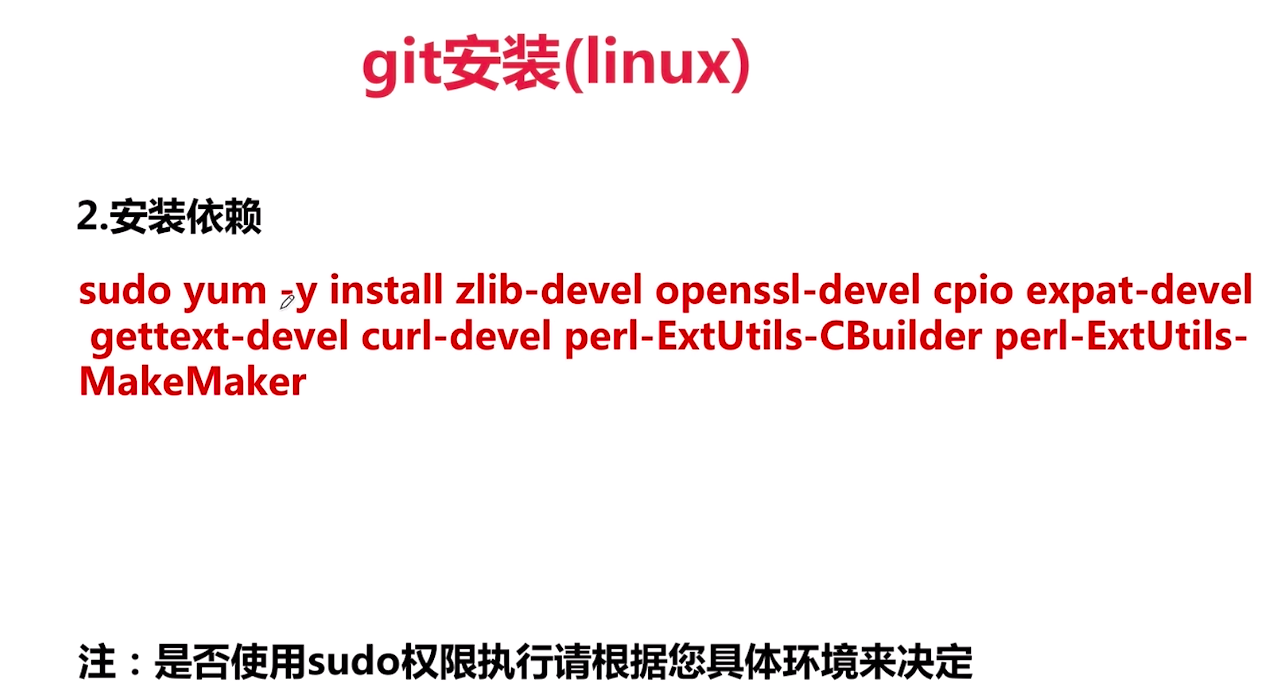 git安装(linux)
2.安装依赖
sudo yum -y install zlib-devel openssl-devel cpio expat-devel
gettext-devel curl-devel perl-ExtUtils-CBuilder perl-ExtUtils-
MakeMaker
注：是否使用sudo权限执行请根据您具体环境来决定